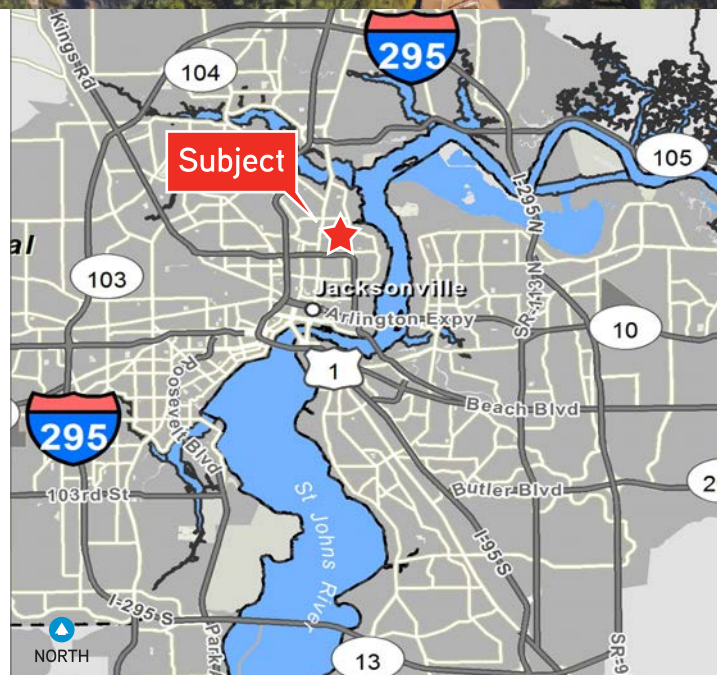 Kings Rd
104
295
Subject
105
I-295 N
al
103
Jacksonville
Arlington Expy
SR-113 N
10
1
Roosevelt Blvd
Beach Blvd
295
103rd St
Butler Blvd
2
St Johns River
I-95 S
I-295 S
Park
SR-9
13
NORTH